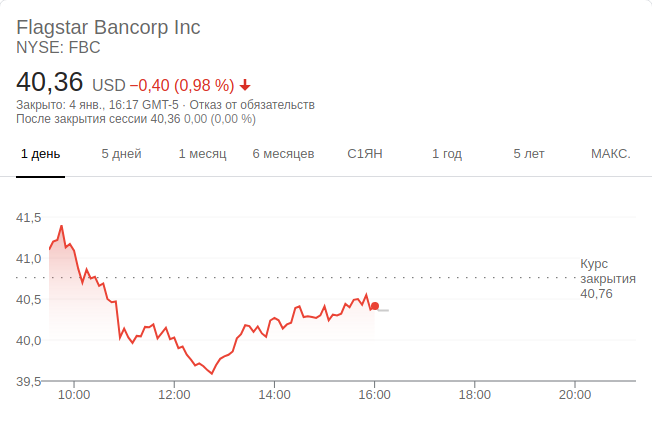 Flagstar Bancorp Inc
NYSE: FBC
40,36 USD −0,40 (0,98 %)
Закрыто: 4 янв., 16:17 GMT-5 · Отказ от обязательств
После закрытия сессии 40,36 0,00 (0,00 %)
1 день 5 дней 1 месяц 6 месяцев С1ЯН 1 год 5 лет МАКС.
41,5
41,0
Курс
закрытия
40,76
40,5
40,0
39,5
10:00 12:00 14:00 16:00 18:00 20:00